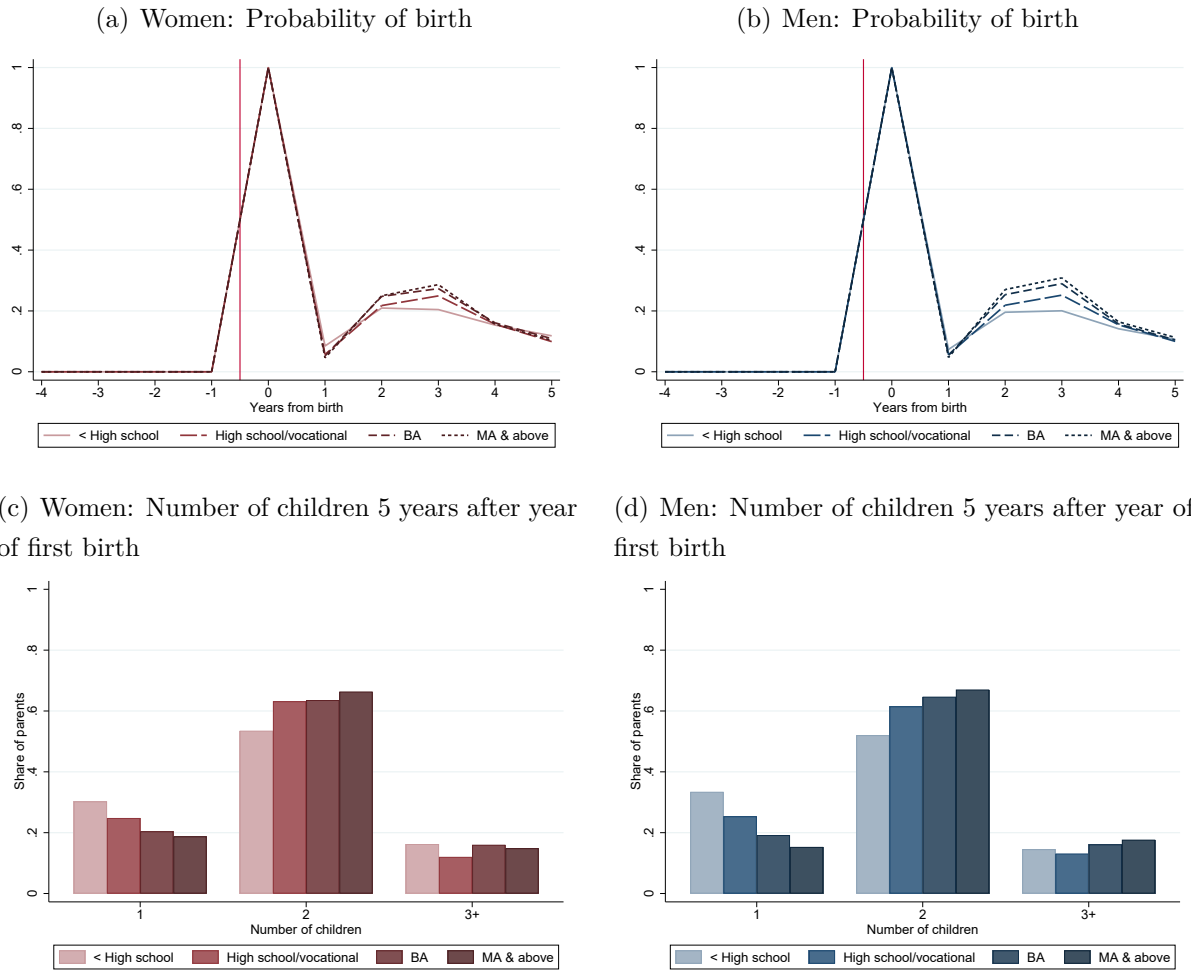 (a) Women: Probability of birth
1
.8
.6
.4
.2
0
-4 -3 -2 -1 0 1 2 3 4 5
Years from birth
< High school High school/vocational BA MA & above
(b) Men: Probability of birth
1
.8
.6
.4
.2
0
-4 -3 -2 -1 0 1 2 3 4 5
Years from birth
< High school High school/vocational BA MA & above
(c) Women: Number of children 5 years after year
of first birth
Share of parents
1
.8
.6
.4
.2
0
1 2 3+
Number of children
< High school High school/vocational BA MA & above
(d) Men: Number of children 5 years after year of
first birth
Share of parents
1
.8
.6
.4
.2
0
1 2 3+
Number of children
< High school High school/vocational BA MA & above